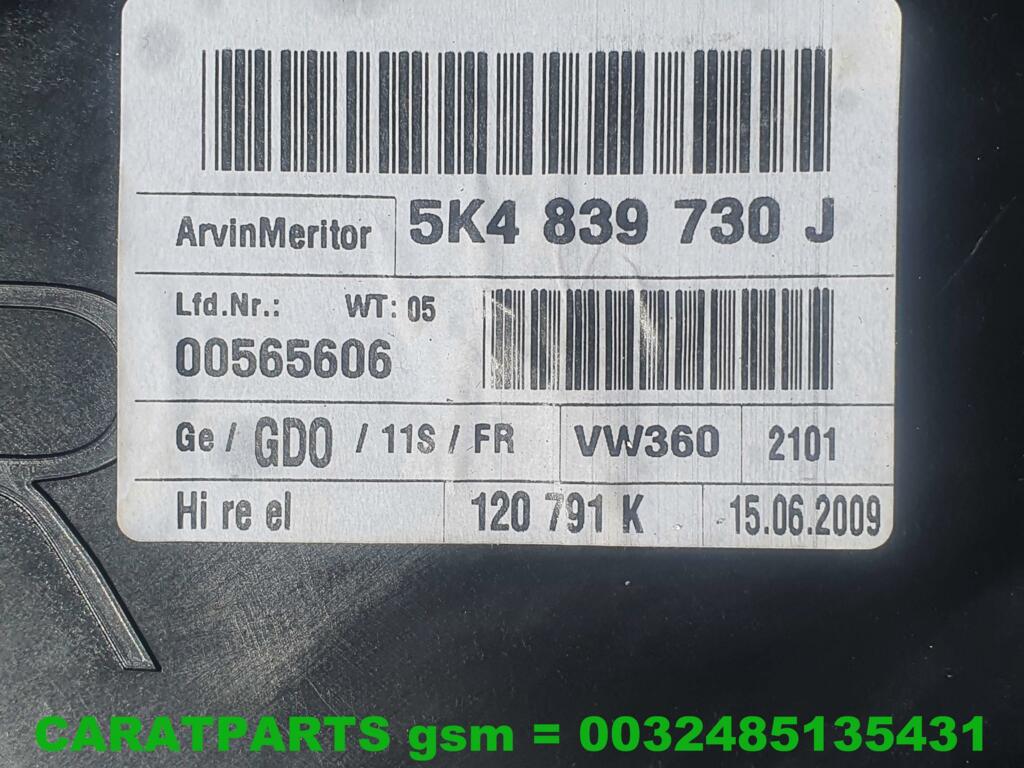 ArvinMeritor 5K4 839 730 J
Lfd.Nr.: WT: 05
00565606
Ge / GDO / 11S / FR VW360 2101
Hi re el 120 791 K 15.06.2009
R
CARATPARTS gsm = 0032485135431